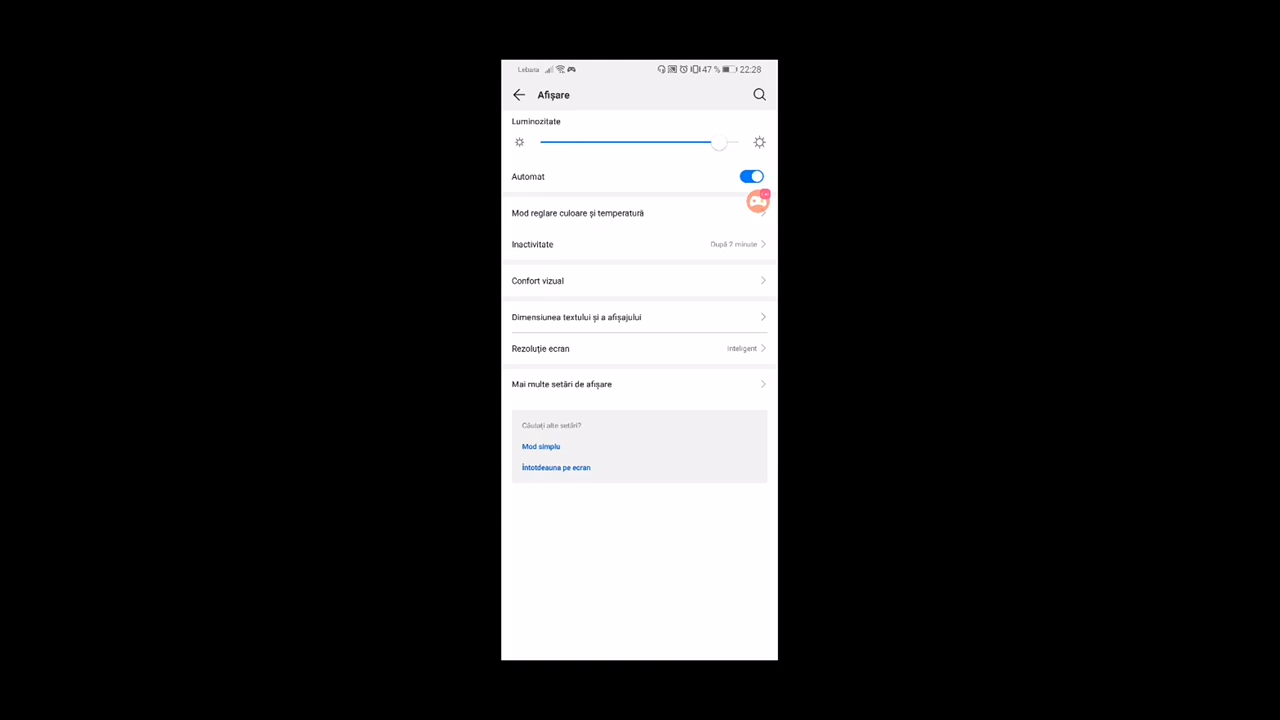 Lebara 47 % 22:28
Afișare
Luminozitate
Automat
Mod reglare culoare și temperatură
Inactivitate După 2 minute
Confort vizual
Dimensiunea textului și a afișajului
Rezoluție ecran Inteligent
Mai multe setări de afișare
Căutați alte setări?
Mod simplu
Întotdeauna pe ecran